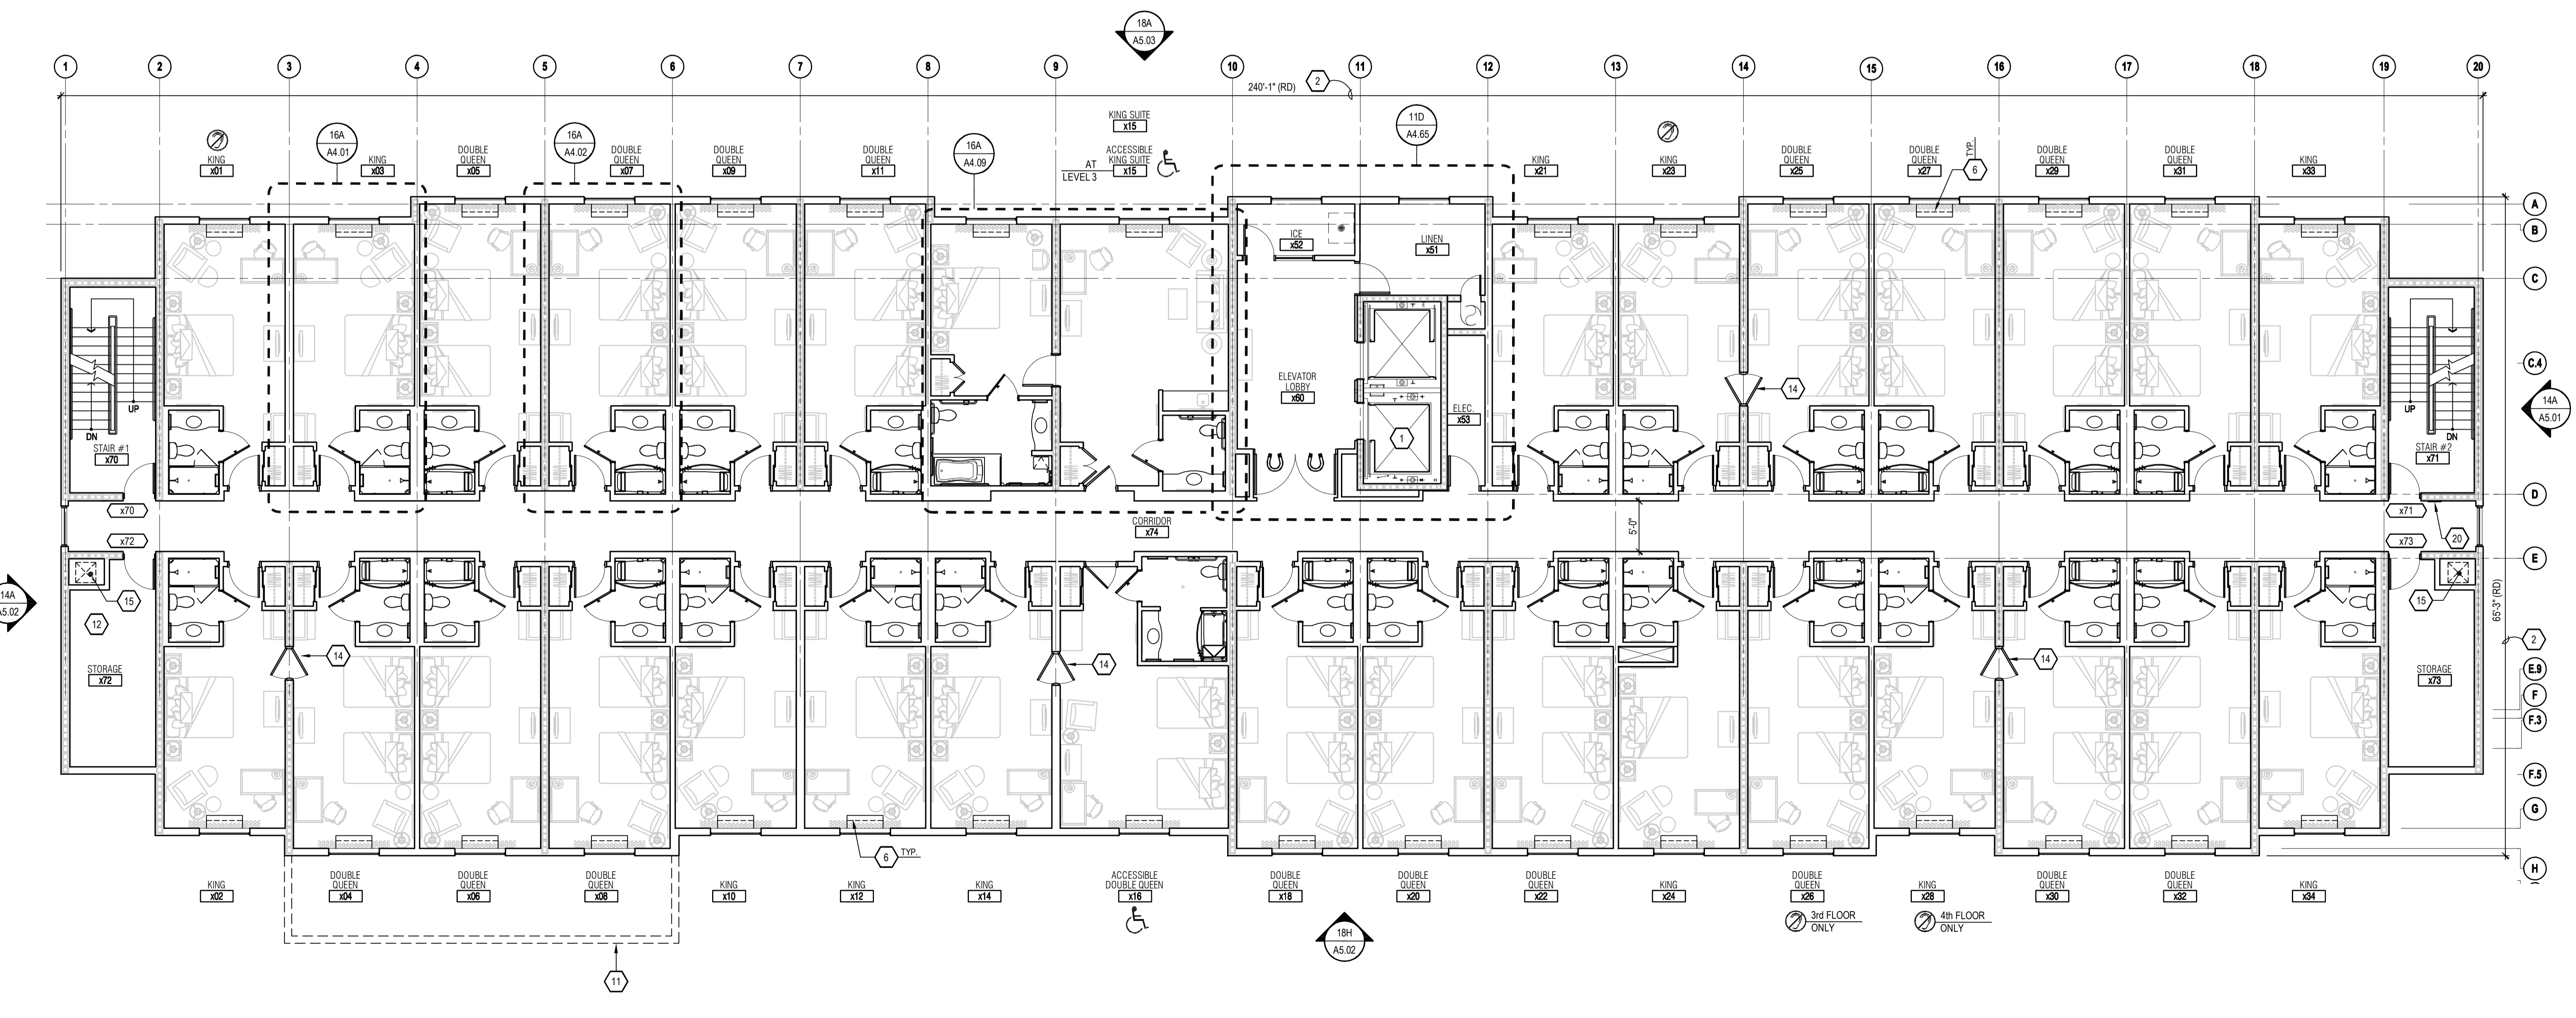 18A
A5.03
1
2
3
4
5
6
7
8
9
10
11
12
13
14
15
16
17
18
19
20
240'-1" (RD)
2
KING
x01
16A
A4.01
KING
x03
DOUBLE
QUEEN
x05
16A
A4.02
DOUBLE
QUEEN
x07
DOUBLE
QUEEN
x09
DOUBLE
QUEEN
x11
16A
A4.09
KING SUITE
x15
AT
LEVEL 3
ACCESSIBLE
KING SUITE
x15
11D
A4.65
KING
x21
KING
x23
DOUBLE
QUEEN
x25
DOUBLE
QUEEN
x27
TYP.
6
DOUBLE
QUEEN
x29
DOUBLE
QUEEN
x31
KING
x33
A
B
C
C.4
D
E
E.9
F
F.3
F.5
G
H
ICE
x52
LINEN
x51
ELEVATOR
LOBBY
x60
ELEC.
x53
1
14
UP
DN
STAIR #1
x70
UP
DN
STAIR #2
x71
14A
A5.01
x70
x72
CORRIDOR
x74
5'-0"
x71
x73
20
14A
A5.02
15
12
STORAGE
x72
14
14
14
15
STORAGE
x73
65'-3" (RD)
2
6
TYP.
KING
x02
DOUBLE
QUEEN
x04
DOUBLE
QUEEN
x06
DOUBLE
QUEEN
x08
KING
x10
KING
x12
KING
x14
ACCESSIBLE
DOUBLE QUEEN
x16
DOUBLE
QUEEN
x18
DOUBLE
QUEEN
x20
DOUBLE
QUEEN
x22
KING
x24
DOUBLE
QUEEN
x26
3rd FLOOR
ONLY
KING
x28
4th FLOOR
ONLY
DOUBLE
QUEEN
x30
DOUBLE
QUEEN
x32
KING
x34
18H
A5.02
11